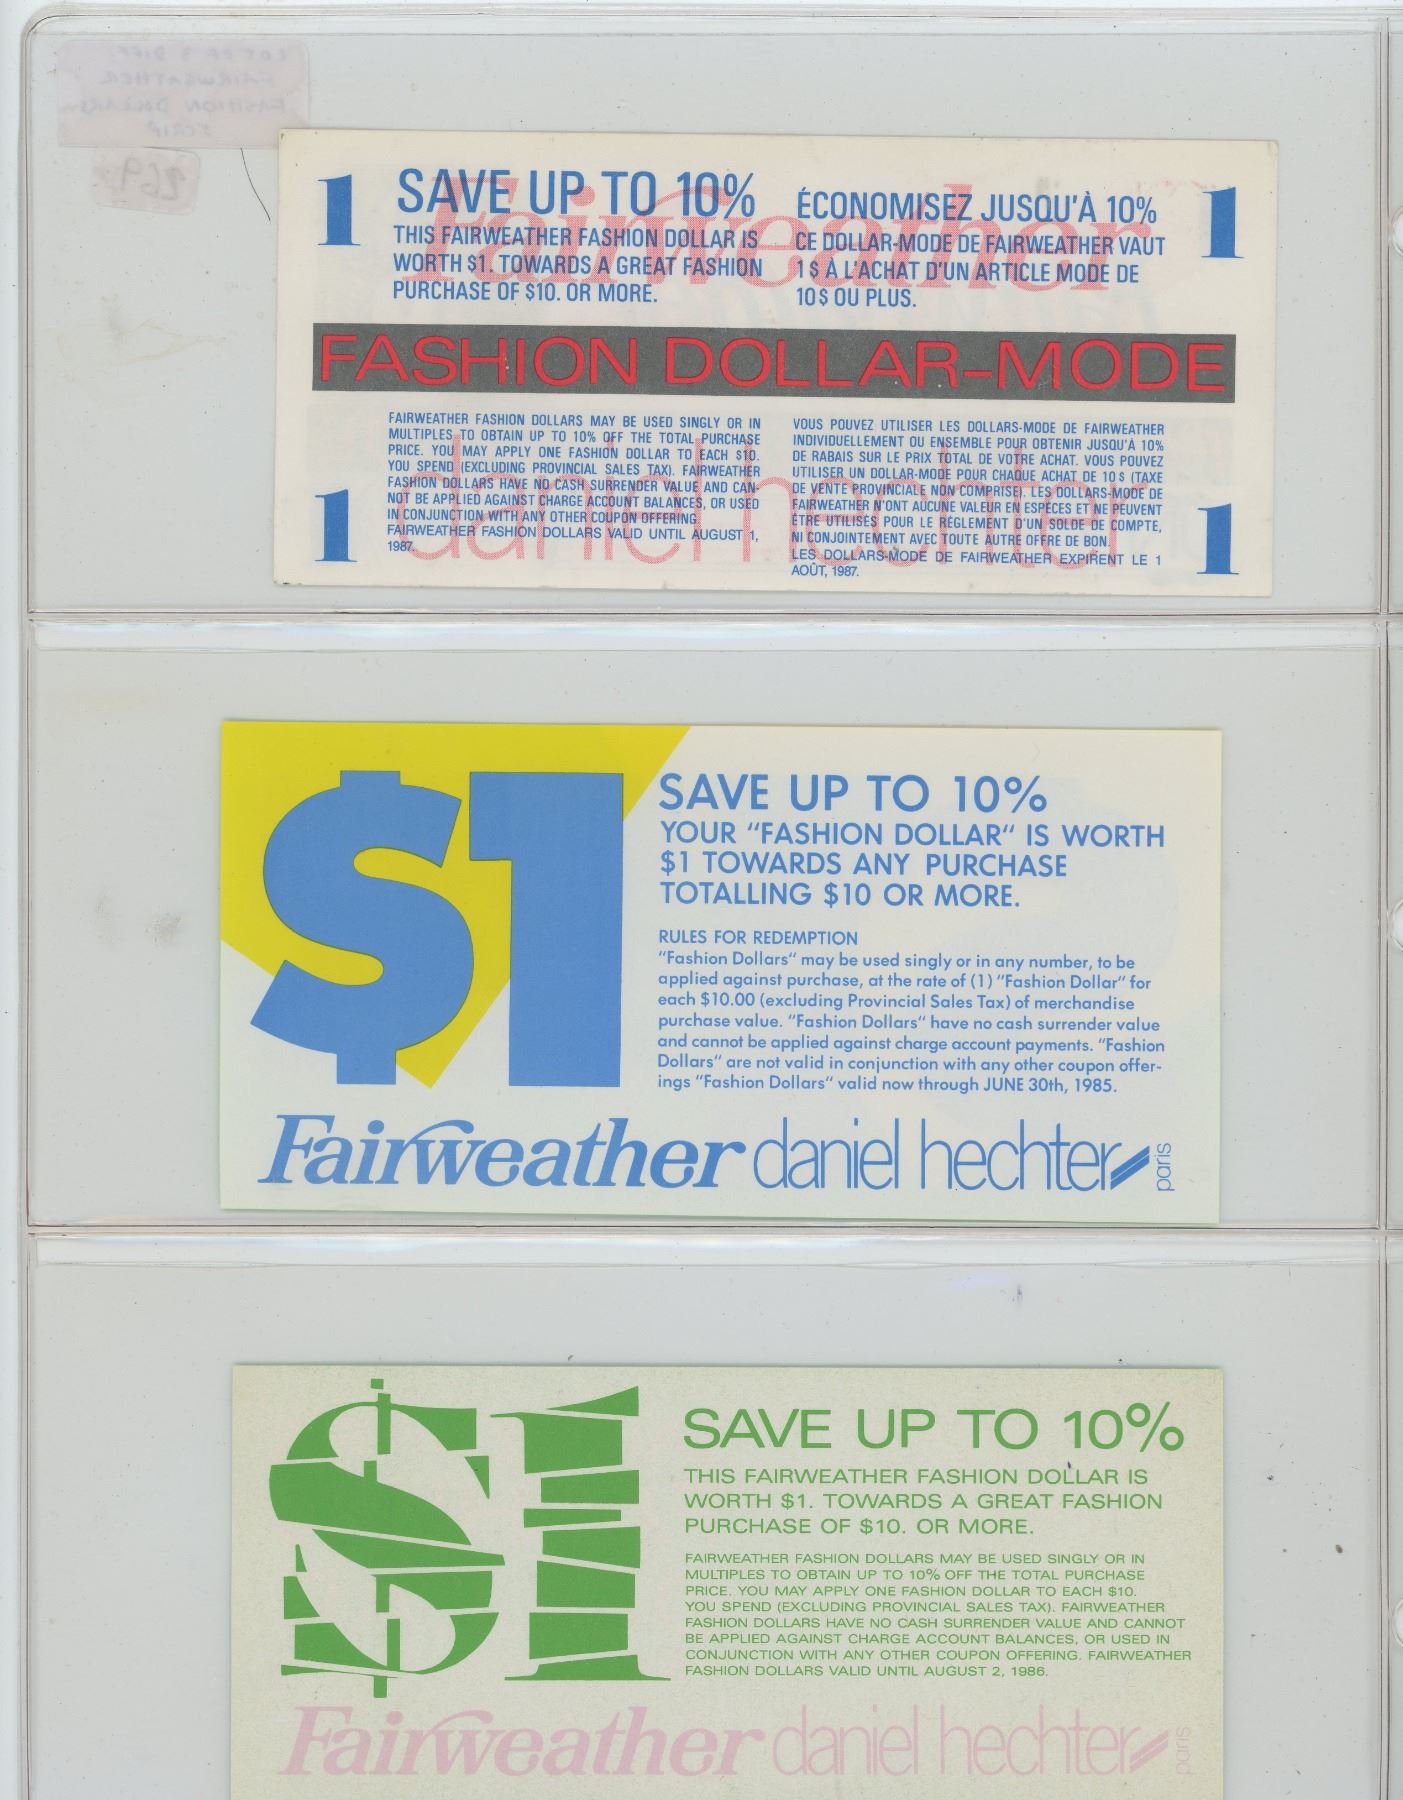 LOT OF 3 DIFF.
FAIRWEATHER
FASHION DOLLARS
SCRIP
1
SAVE UP TO 10%
THIS FAIRWEATHER FASHION DOLLAR IS
WORTH $1. TOWARDS A GREAT FASHION
PURCHASE OF $10. OR MORE.
ÉCONOMISEZ JUSQU'À 10%
CE DOLLAR-MODE DE FAIRWEATHER VAUT
1 $ À L'ACHAT D'UN ARTICLE MODE DE
10 $ OU PLUS.
1
Fairweather
FASHION DOLLAR-MODE
FAIRWEATHER FASHION DOLLARS MAY BE USED SINGLY OR IN
MULTIPLES TO OBTAIN UP TO 10% OFF THE TOTAL PURCHASE
PRICE. YOU MAY APPLY ONE FASHION DOLLAR TO EACH $10.
YOU SPEND (EXCLUDING PROVINCIAL SALES TAX). FAIRWEATHER
FASHION DOLLARS HAVE NO CASH SURRENDER VALUE AND CAN-
NOT BE APPLIED AGAINST CHARGE ACCOUNT BALANCES, OR USED
IN CONJUNCTION WITH ANY OTHER COUPON OFFERING.
FAIRWEATHER FASHION DOLLARS VALID UNTIL AUGUST 1,
1987.
VOUS POUVEZ UTILISER LES DOLLARS-MODE DE FAIRWEATHER
INDIVIDUELLEMENT OU ENSEMBLE POUR OBTENIR JUSQU'À 10%
DE RABAIS SUR LE PRIX TOTAL DE VOTRE ACHAT. VOUS POUVEZ
UTILISER UN DOLLAR-MODE POUR CHAQUE ACHAT DE 10 $ (TAXE
DE VENTE PROVINCIALE NON COMPRISE). LES DOLLARS-MODE DE
FAIRWEATHER N'ONT AUCUNE VALEUR EN ESPÈCES ET NE PEUVENT
ÊTRE UTILISÉS POUR LE RÈGLEMENT D'UN SOLDE DE COMPTE,
NI CONJOINTEMENT AVEC TOUTE AUTRE OFFRE DE BON.
LES DOLLARS-MODE DE FAIRWEATHER EXPIRENT LE 1
AOÛT, 1987.
1
1
daniel hechter
$1
SAVE UP TO 10%
YOUR "FASHION DOLLAR" IS WORTH
$1 TOWARDS ANY PURCHASE
TOTALLING $10 OR MORE.
RULES FOR REDEMPTION
"Fashion Dollars" may be used singly or in any number, to be
applied against purchase, at the rate of (1) "Fashion Dollar" for
each $10.00 (excluding Provincial Sales Tax) of merchandise
purchase value. "Fashion Dollars" have no cash surrender value
and cannot be applied against charge account payments. "Fashion
Dollars" are not valid in conjunction with any other coupon offer-
ings "Fashion Dollars" valid now through JUNE 30th, 1985.
Fairweather daniel hechter paris
$1
SAVE UP TO 10%
THIS FAIRWEATHER FASHION DOLLAR IS
WORTH $1. TOWARDS A GREAT FASHION
PURCHASE OF $10. OR MORE.
FAIRWEATHER FASHION DOLLARS MAY BE USED SINGLY OR IN
MULTIPLES TO OBTAIN UP TO 10% OFF THE TOTAL PURCHASE
PRICE. YOU MAY APPLY ONE FASHION DOLLAR TO EACH $10.
YOU SPEND (EXCLUDING PROVINCIAL SALES TAX). FAIRWEATHER
FASHION DOLLARS HAVE NO CASH SURRENDER VALUE AND CANNOT
BE APPLIED AGAINST CHARGE ACCOUNT BALANCES, OR USED IN
CONJUNCTION WITH ANY OTHER COUPON OFFERING. FAIRWEATHER
FASHION DOLLARS VALID UNTIL AUGUST 2, 1986.
Fairweather daniel hechter paris